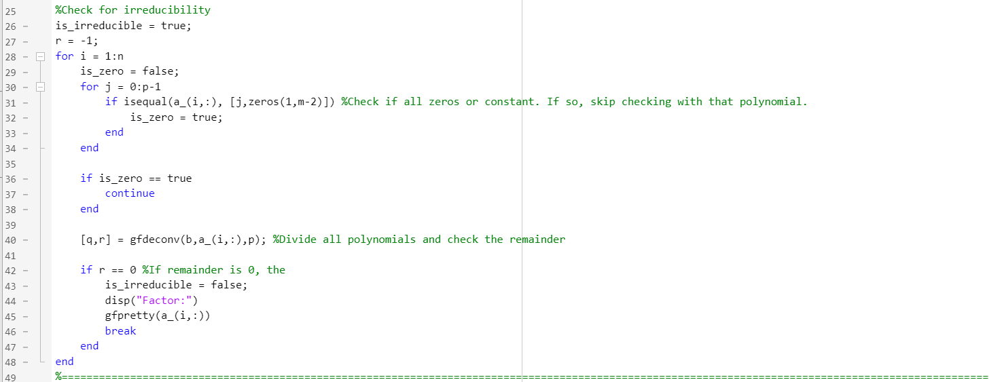 25 %Check for irreducibility
26 - is_irreducible = true;
27 - r = -1;
28 - for i = 1:n
29 - is_zero = false;
30 - for j = 0:p-1
31 - if isequal(a_(i,:), [j,zeros(1,m-2)]) %Check if all zeros or constant. If so, skip checking with that polynomial.
32 - is_zero = true;
33 - end
34 - end
35
36 - if is_zero == true
37 - continue
38 - end
39
40 - [q,r] = gfdeconv(b,a_(i,:),p); %Divide all polynomials and check the remainder
41
42 - if r == 0 %If remainder is 0, the
43 - is_irreducible = false;
44 - disp("Factor:")
45 - gfpretty(a_(i,:))
46 - break
47 - end
48 - end
49 %=====================================================================================================================================================